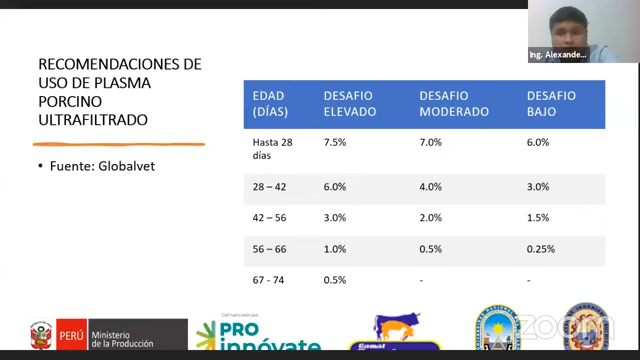 Ing. Alexande...
RECOMENDACIONES DE
USO DE PLASMA
PORCINO
ULTRAFILTRADO
• Fuente: Globalvet
EDAD (DÍAS) DESAFIO ELEVADO DESAFIO MODERADO DESAFIO BAJO
Hasta 28 días 7.5% 7.0% 6.0%
28 – 42 6.0% 4.0% 3.0%
42 – 56 3.0% 2.0% 1.5%
56 – 66 1.0% 0.5% 0.25%
67 - 74 0.5% - -
PERÚ Ministerio
de la Producción
Cofinanciado por:
PRO
innóvate
zoom